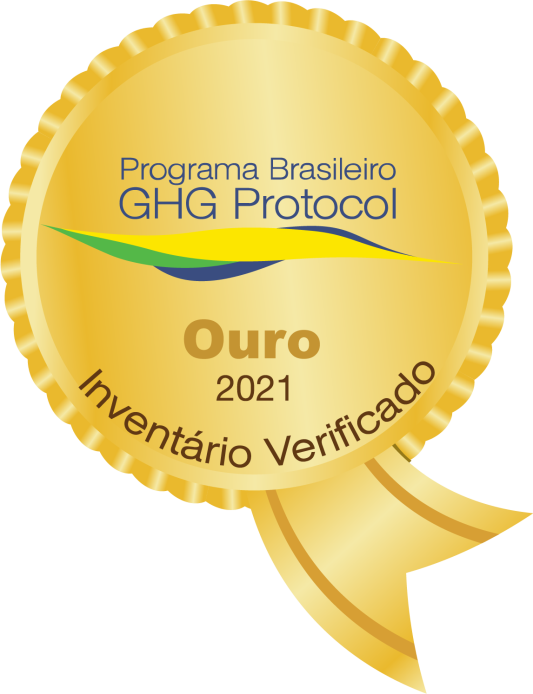 Programa Brasileiro
GHG Protocol
Ouro
2021
Inventário Verificado